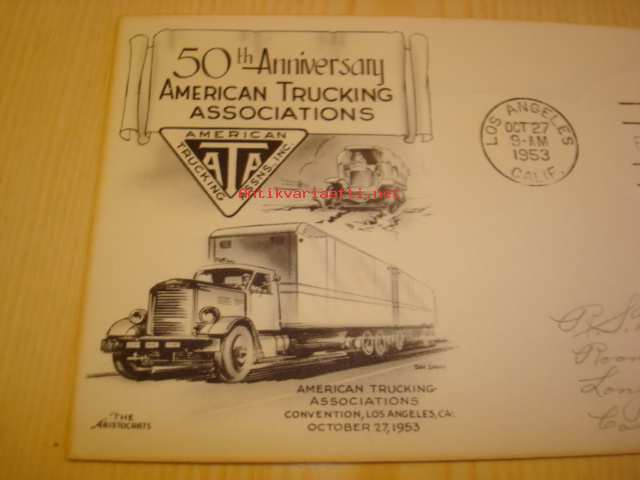 50th Anniversary
AMERICAN TRUCKING
ASSOCIATIONS
AMERICAN
TRUCKING
ATA
ASSNS. INC.
antikvariaatti.net
LOS ANGELES
OCT 27
9-AM
1953
CALIF.
AMERICAN TRUCKING
ASSOCIATIONS
CONVENTION, LOS ANGELES, CA.
OCTOBER 27, 1953
THE
ARISTOCRATS